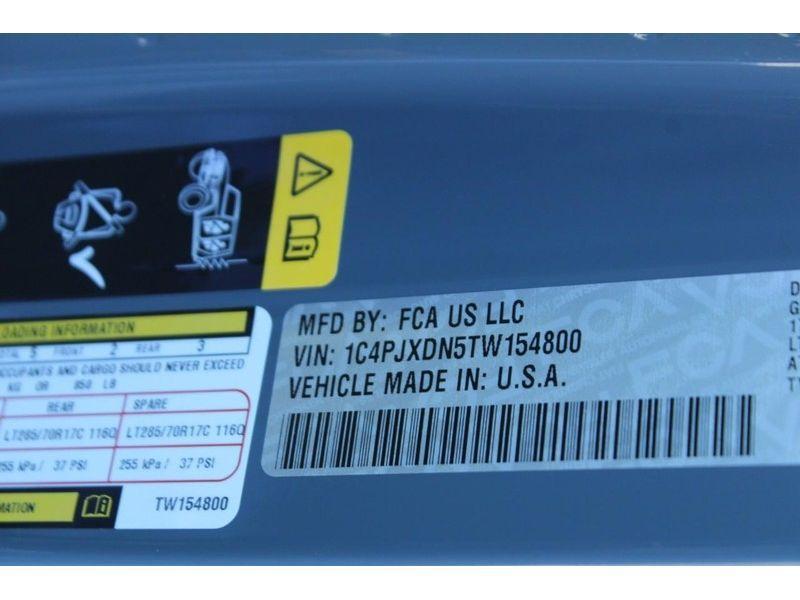 MFD BY: FCA US LLC
VIN: 1C4PJXDN5TW154800
VEHICLE MADE IN: U.S.A.
LOADING INFORMATION
TOTAL 5 FRONT 2 REAR 3
OCCUPANTS AND CARGO SHOULD NEVER EXCEED
KG OR 850 LB
REAR SPARE
LT285/70R17C 116Q LT285/70R17C 116Q
255 kPa / 37 PSI 255 kPa / 37 PSI
TW154800